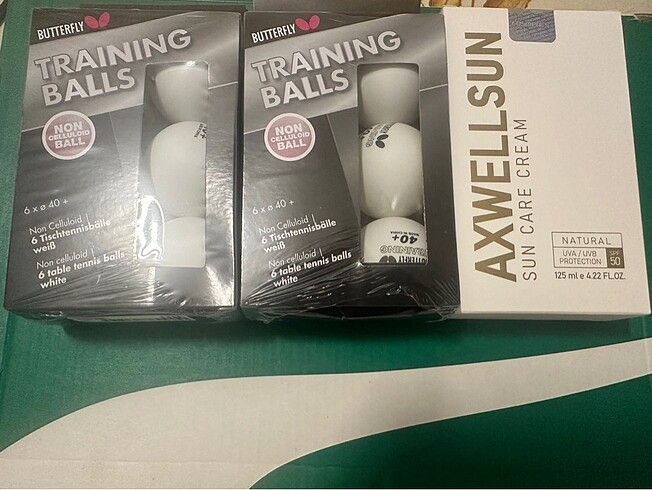 BUTTERFLY
TRAINING
BALLS
NON
CELLULOID
BALL
6 x ø 40 +
Non Celluloid
6 Tischtennisbälle
weiß
Non celluloid
6 table tennis balls
white
BUTTERFLY
TRAINING
BALLS
NON
CELLULOID
BALL
6 x ø 40 +
Non Celluloid
6 Tischtennisbälle
weiß
Non celluloid
6 table tennis balls
white
40+
TRAINING
AXWELLSUN
SUN CARE CREAM
NATURAL
UVA / UVB
PROTECTION
SPF
50
125 ml e 4.22 FL.OZ.